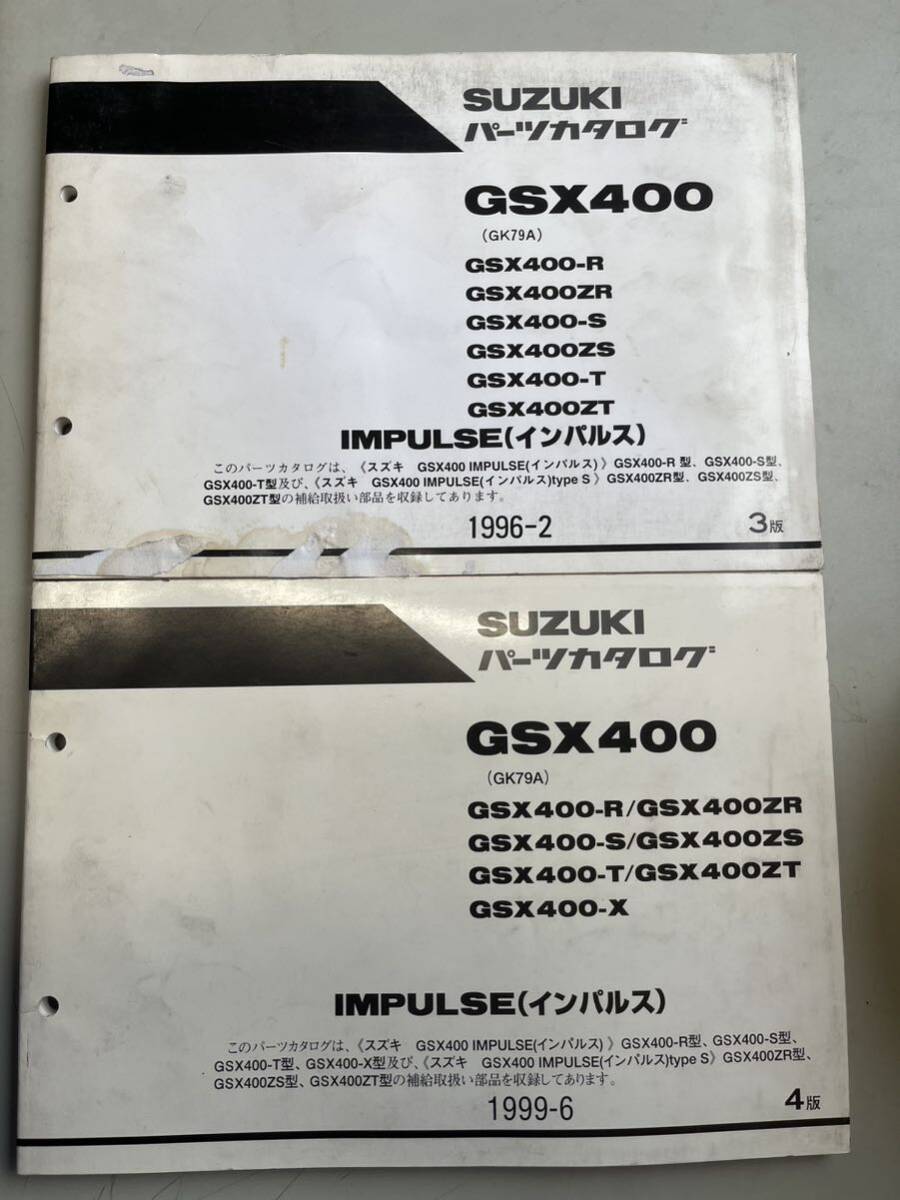 SUZUKI
パーツカタログ
GSX400
(GK79A)
GSX400-R
GSX400ZR
GSX400-S
GSX400ZS
GSX400-T
GSX400ZT
IMPULSE(インパルス)
このパーツカタログは、《スズキ GSX400 IMPULSE(インパルス)》GSX400-R 型、GSX400-S型、
GSX400-T型及び、《スズキ GSX400 IMPULSE(インパルス)type S》GSX400ZR型、GSX400ZS型、
GSX400ZT型の補給取扱い部品を収録してあります。
1996-2
3版
SUZUKI
パーツカタログ
GSX400
(GK79A)
GSX400-R/GSX400ZR
GSX400-S/GSX400ZS
GSX400-T/GSX400ZT
GSX400-X
IMPULSE(インパルス)
このパーツカタログは、《スズキ GSX400 IMPULSE(インパルス)》GSX400-R型、GSX400-S型、
GSX400-T型、GSX400-X型及び、《スズキ GSX400 IMPULSE(インパルス)type S》GSX400ZR型、
GSX400ZS型、GSX400ZT型の補給取扱い部品を収録してあります。
1999-6
4版